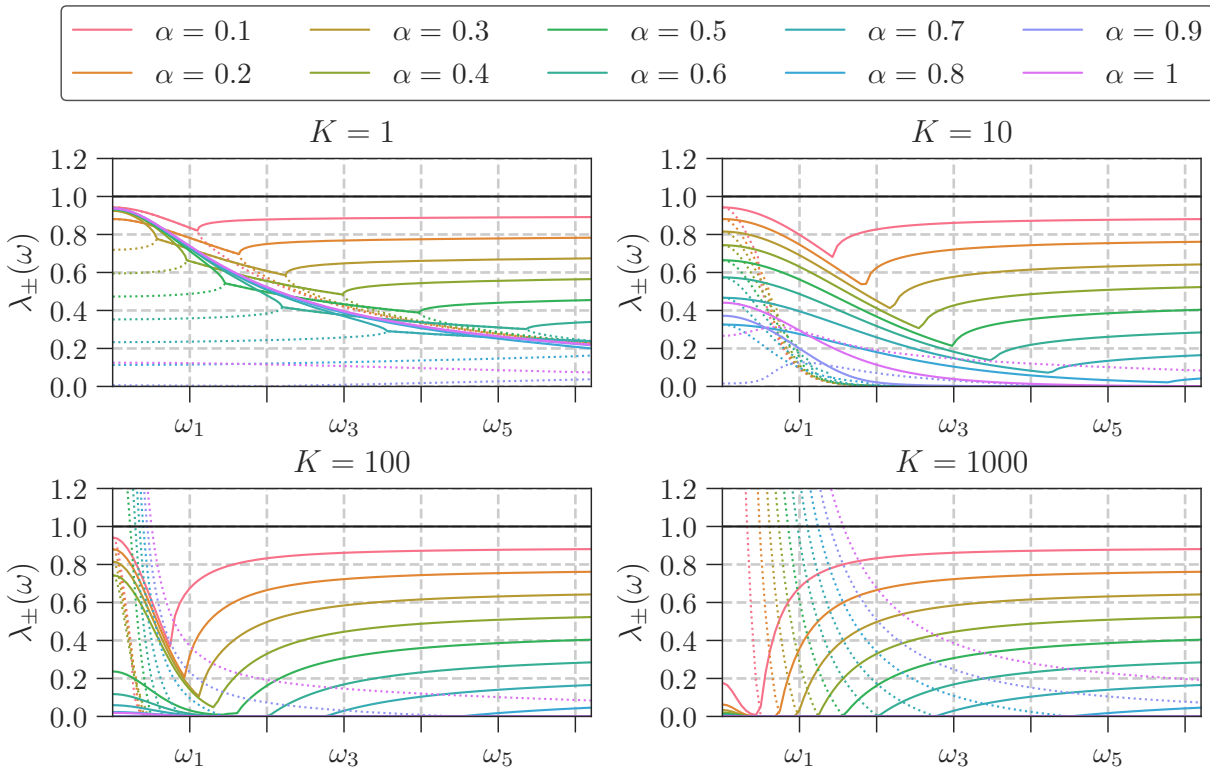 α = 0.1 α = 0.3 α = 0.5 α = 0.7 α = 0.9
α = 0.2 α = 0.4 α = 0.6 α = 0.8 α = 1
K = 1 K = 10
1.2 1.2
1.0 1.0
0.8 0.8
0.6 0.6
0.4 0.4
0.2 0.2
0.0 0.0
λ±(ω) λ±(ω)
ω1 ω3 ω5 ω1 ω3 ω5
K = 100 K = 1000
1.2 1.2
1.0 1.0
0.8 0.8
0.6 0.6
0.4 0.4
0.2 0.2
0.0 0.0
λ±(ω) λ±(ω)
ω1 ω3 ω5 ω1 ω3 ω5